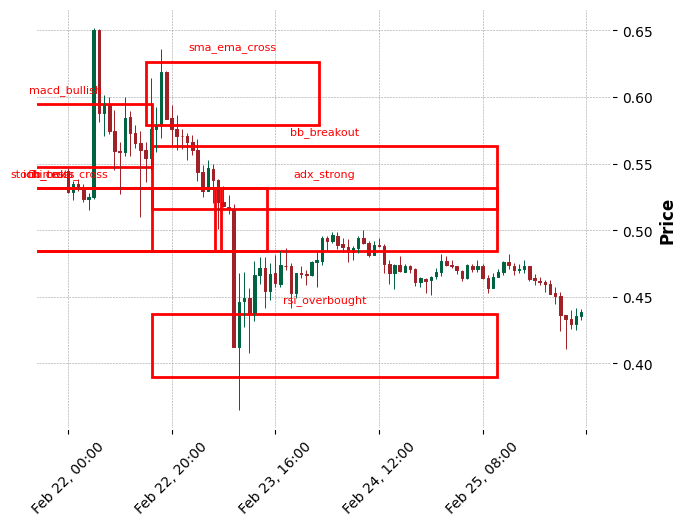 sma_ema_cross
macd_bullish
bb_breakout
adx_strong
rsi_overbought
0.65
0.60
0.55
0.50
0.45
0.40
Price
Feb 22, 00:00
Feb 22, 20:00
Feb 23, 16:00
Feb 24, 12:00
Feb 25, 08:00